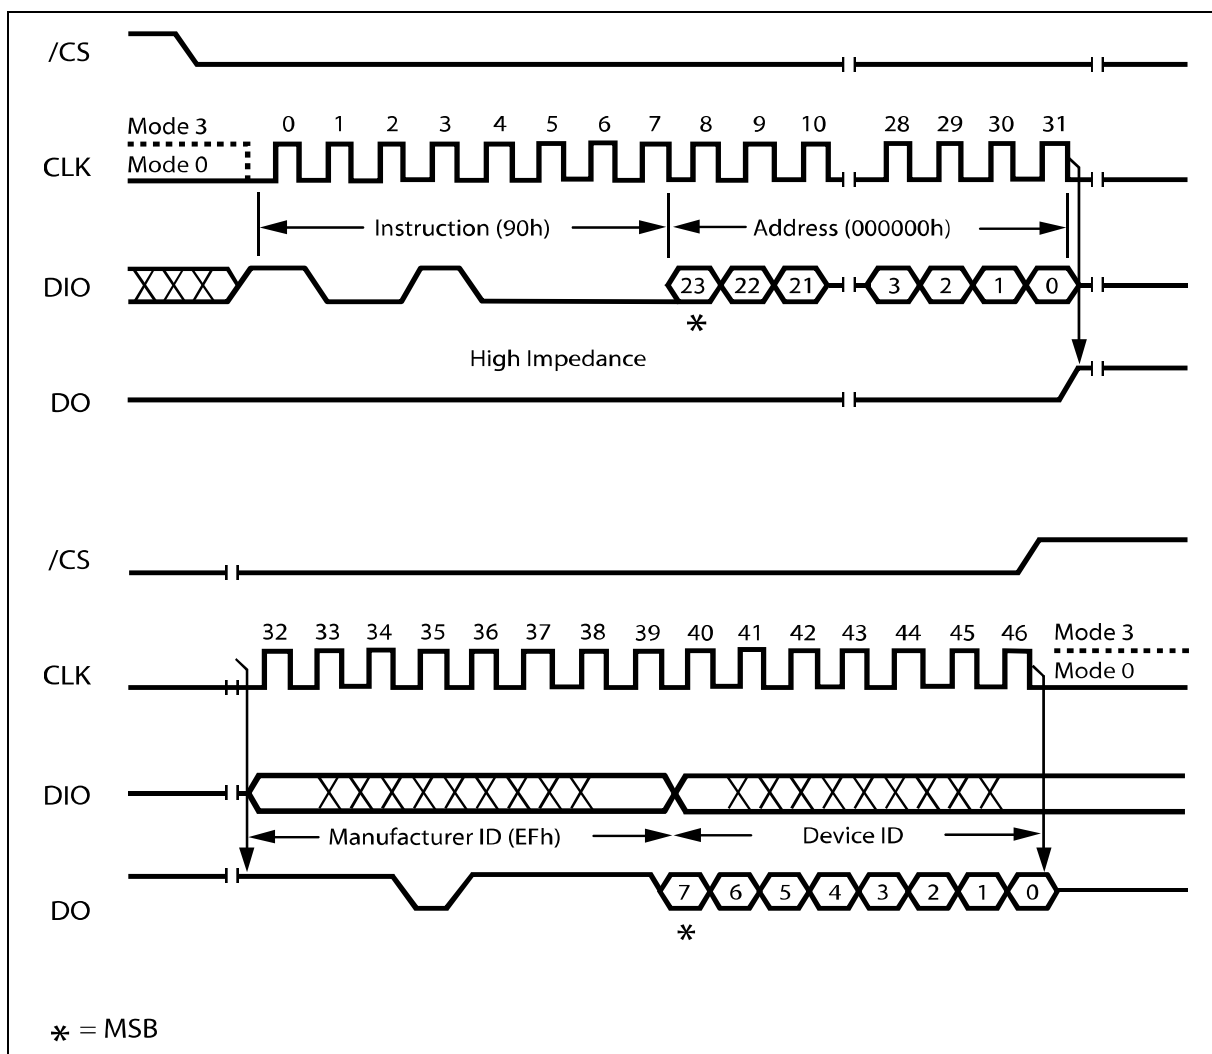 /CS
Mode 3
0 1 2 3 4 5 6 7 8 9 10 28 29 30 31
CLK
Mode 0
Instruction (90h) Address (000000h)
DIO
23 22 21 3 2 1 0
*
High Impedance
DO
/CS
32 33 34 35 36 37 38 39 40 41 42 43 44 45 46
Mode 3
CLK
Mode 0
DIO
Manufacturer ID (EFh) Device ID
DO
7 6 5 4 3 2 1 0
*
* = MSB